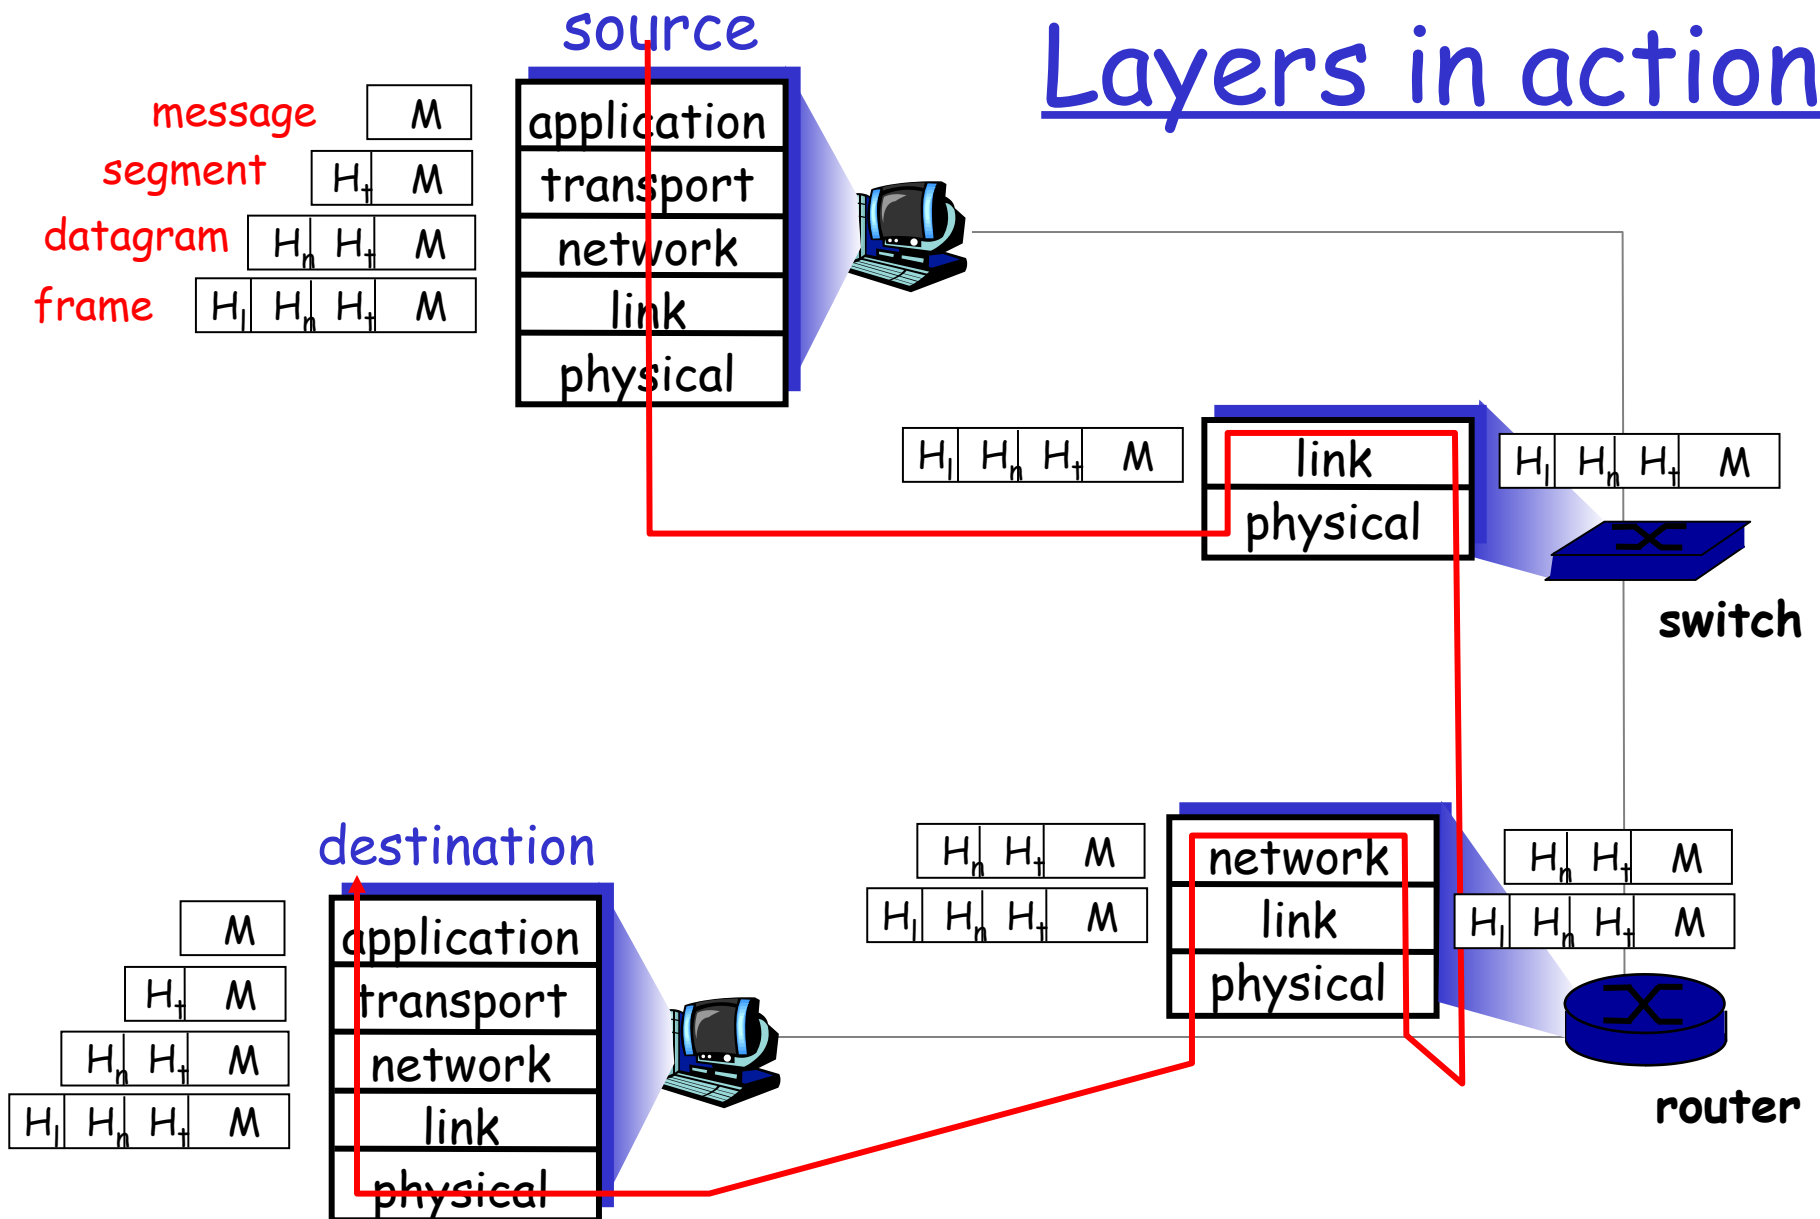 source
Layers in action
message M
segment Ht M
datagram Hn Ht M
frame Hl Hn Ht M
application
transport
network
link
physical
Hl Hn Ht M
link
physical
Hl Hn Ht M
switch
Hn Ht M
Hl Hn Ht M
network
link
physical
Hn Ht M
Hl Hn Ht M
router
destination
M
Ht M
Hn Ht M
Hl Hn Ht M
application
transport
network
link
physical